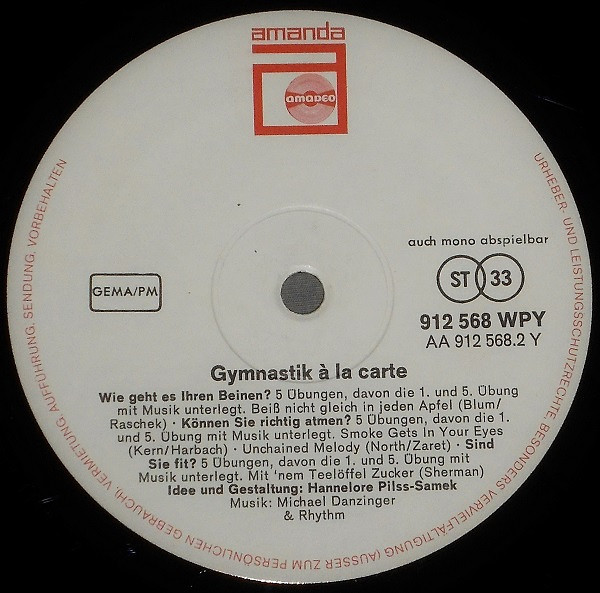 amanda
AMADEO
auch mono abspielbar
GEMA/PM
ST 33
912 568 WPY
AA 912 568.2 Y
Gymnastik à la carte
Wie geht es Ihren Beinen? 5 Übungen, davon die 1. und 5. Übung
mit Musik unterlegt. Beiß nicht gleich in jeden Apfel (Blum/
Raschek) · Können Sie richtig atmen? 5 Übungen, davon die 1.
und 5. Übung mit Musik unterlegt. Smoke Gets In Your Eyes
(Kern/Harbach) · Unchained Melody (North/Zaret) · Sind
Sie fit? 5 Übungen, davon die 1. und 5. Übung mit
Musik unterlegt. Mit 'nem Teelöffel Zucker (Sherman)
Idee und Gestaltung: Hannelore Pilss-Samek
Musik: Michael Danzinger
& Rhythm
URHEBER- UND LEISTUNGSSCHUTZRECHTE BESONDERS VERVIELFÄLTIGUNG (AUSSER ZUM PERSÖNLICHEN GEBRAUCH), VERMIETUNG, AUFFÜHRUNG, SENDUNG, VORBEHALTEN